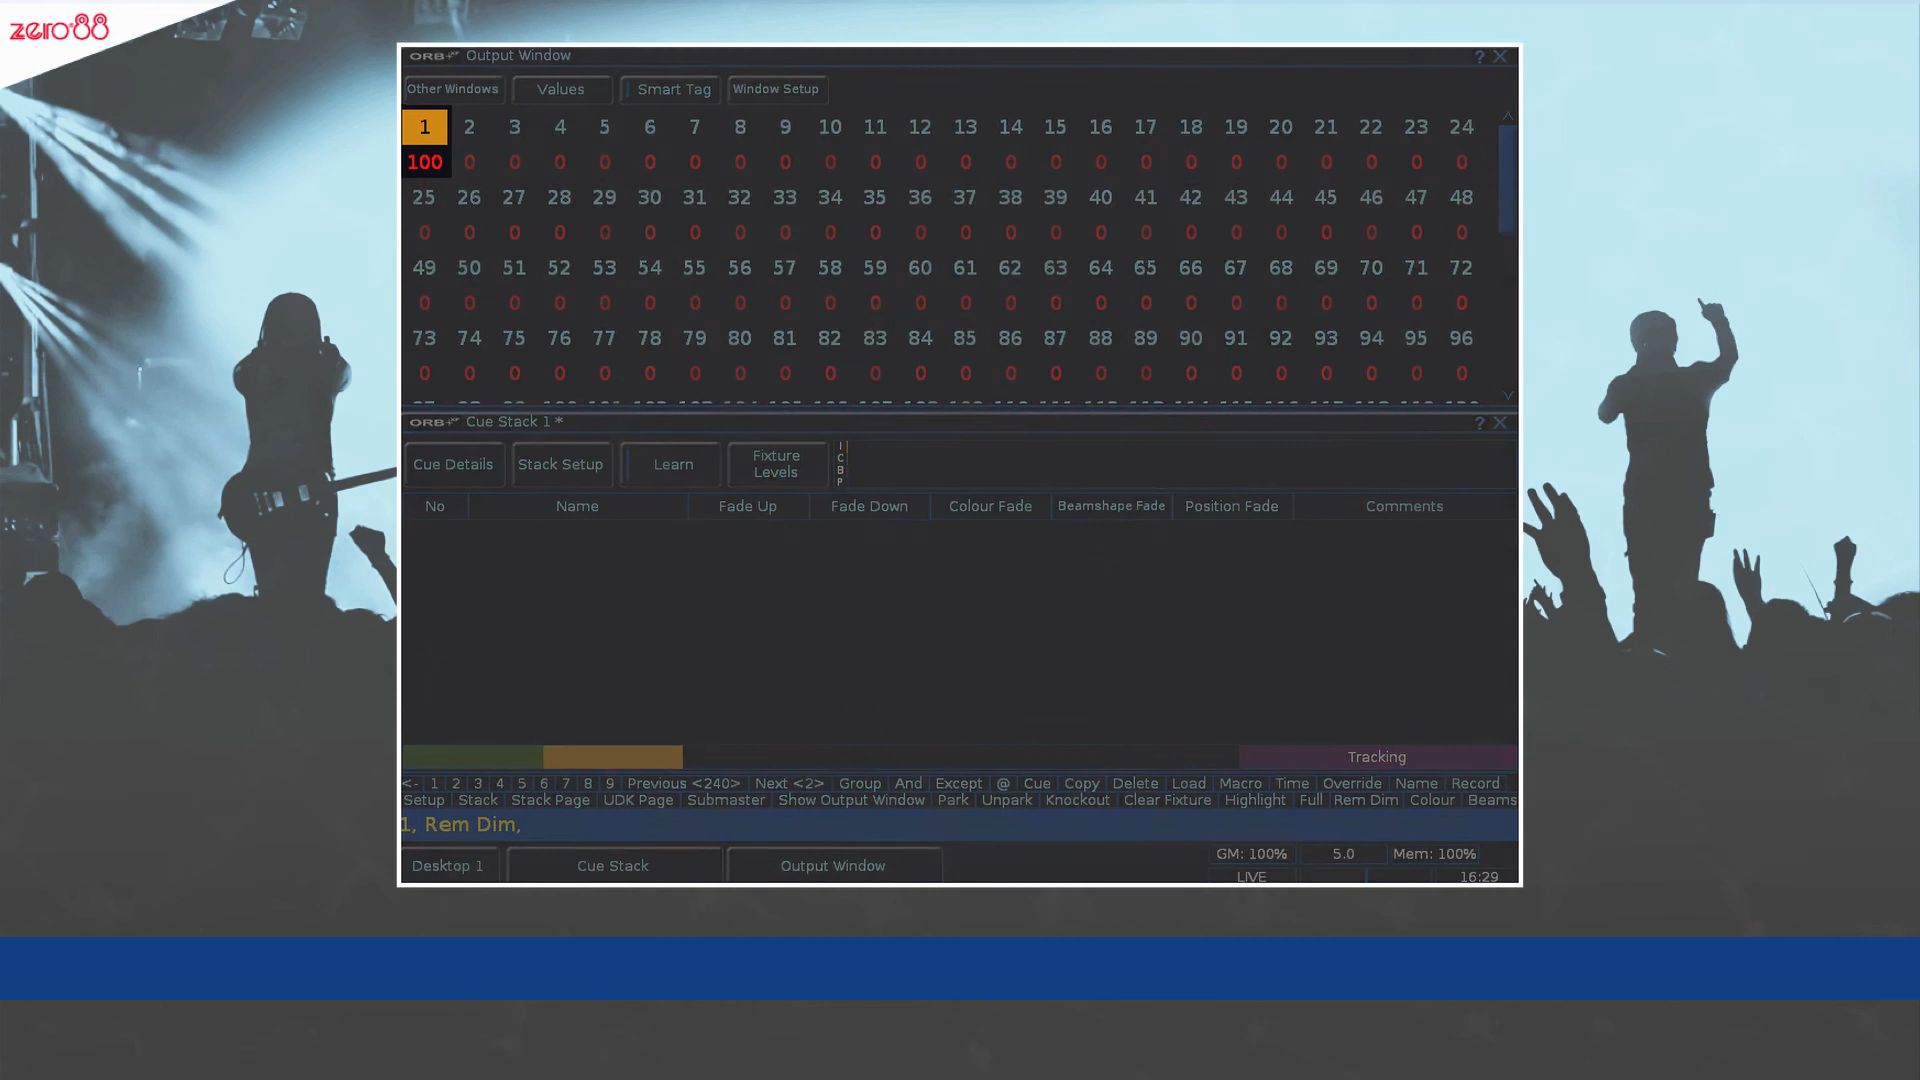 zero88
ORB XF Output Window ? X
Other Windows Values Smart Tag Window Setup
1 2 3 4 5 6 7 8 9 10 11 12 13 14 15 16 17 18 19 20 21 22 23 24
100 0 0 0 0 0 0 0 0 0 0 0 0 0 0 0 0 0 0 0 0 0 0 0
25 26 27 28 29 30 31 32 33 34 35 36 37 38 39 40 41 42 43 44 45 46 47 48
0 0 0 0 0 0 0 0 0 0 0 0 0 0 0 0 0 0 0 0 0 0 0 0
49 50 51 52 53 54 55 56 57 58 59 60 61 62 63 64 65 66 67 68 69 70 71 72
0 0 0 0 0 0 0 0 0 0 0 0 0 0 0 0 0 0 0 0 0 0 0 0
73 74 75 76 77 78 79 80 81 82 83 84 85 86 87 88 89 90 91 92 93 94 95 96
0 0 0 0 0 0 0 0 0 0 0 0 0 0 0 0 0 0 0 0 0 0 0 0
ORB XF Cue Stack 1 * ? X
Cue Details Stack Setup Learn Fixture Levels I C B P
No Name Fade Up Fade Down Colour Fade Beamshape Fade Position Fade Comments
Tracking
<- 1 2 3 4 5 6 7 8 9 Previous <240> Next <2> Group And Except @ Cue Copy Delete Load Macro Time Override Name Record
Setup Stack Stack Page UDK Page Submaster Show Output Window Park Unpark Knockout Clear Fixture Highlight Full Rem Dim Colour Beams
1, Rem Dim,
Desktop 1 Cue Stack Output Window GM: 100% 5.0 Mem: 100%
LIVE 16:29